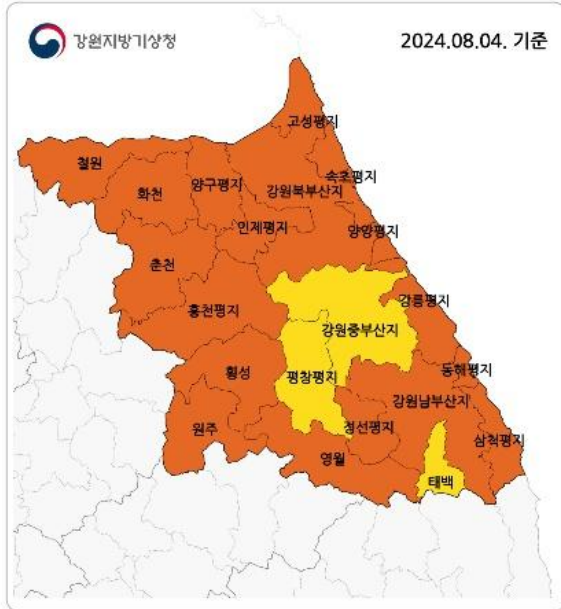 강원지방기상청
2024.08.04. 기준
고성평지
철원
속초평지
양구평지
화천
강원북부산지
인제평지
양양평지
춘천
강릉평지
홍천평지
강원중부산지
동해평지
횡성
평창평지
강원남부산지
정선평지
원주
삼척평지
영월
태백